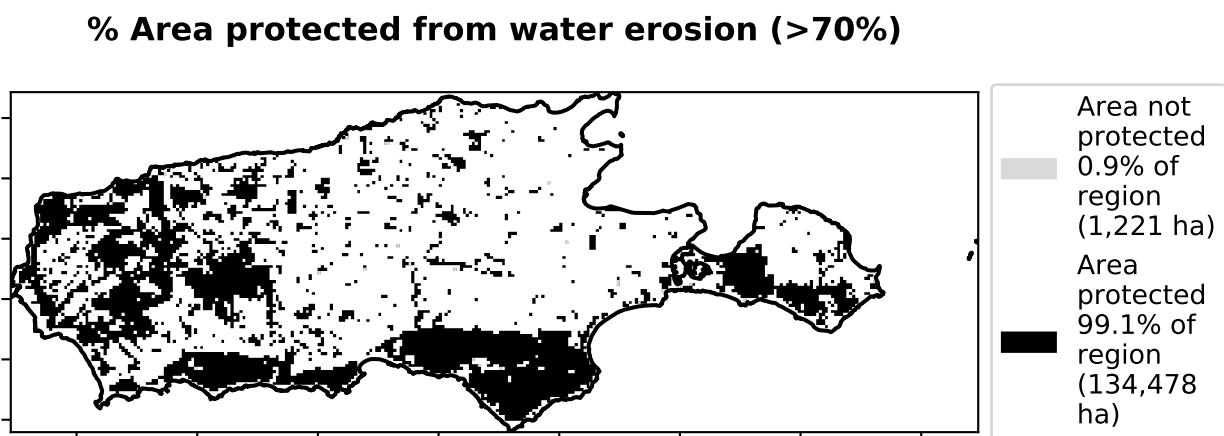 % Area protected from water erosion (>70%)
Area not
protected
0.9% of
region
(1,221 ha)
Area
protected
99.1% of
region
(134,478
ha)